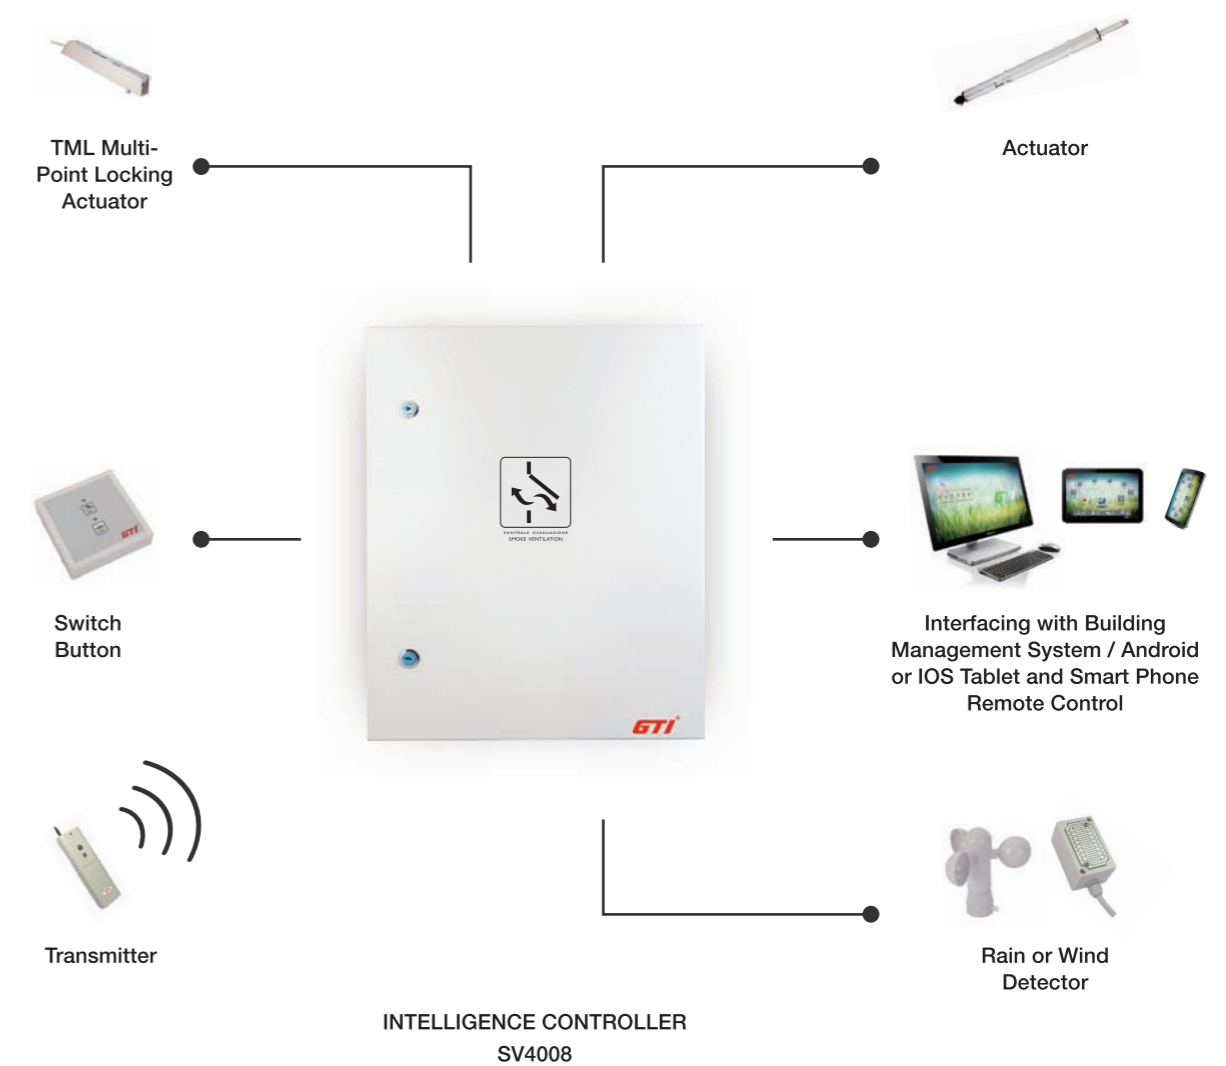 TML Multi-
Point Locking
Actuator
Actuator
GTI
Switch
Button
CENTRALE EVACUAZIONE
SMOKE VENTILATION
GTI
Interfacing with Building
Management System / Android
or IOS Tablet and Smart Phone
Remote Control
Transmitter
Rain or Wind
Detector
INTELLIGENCE CONTROLLER
SV4008